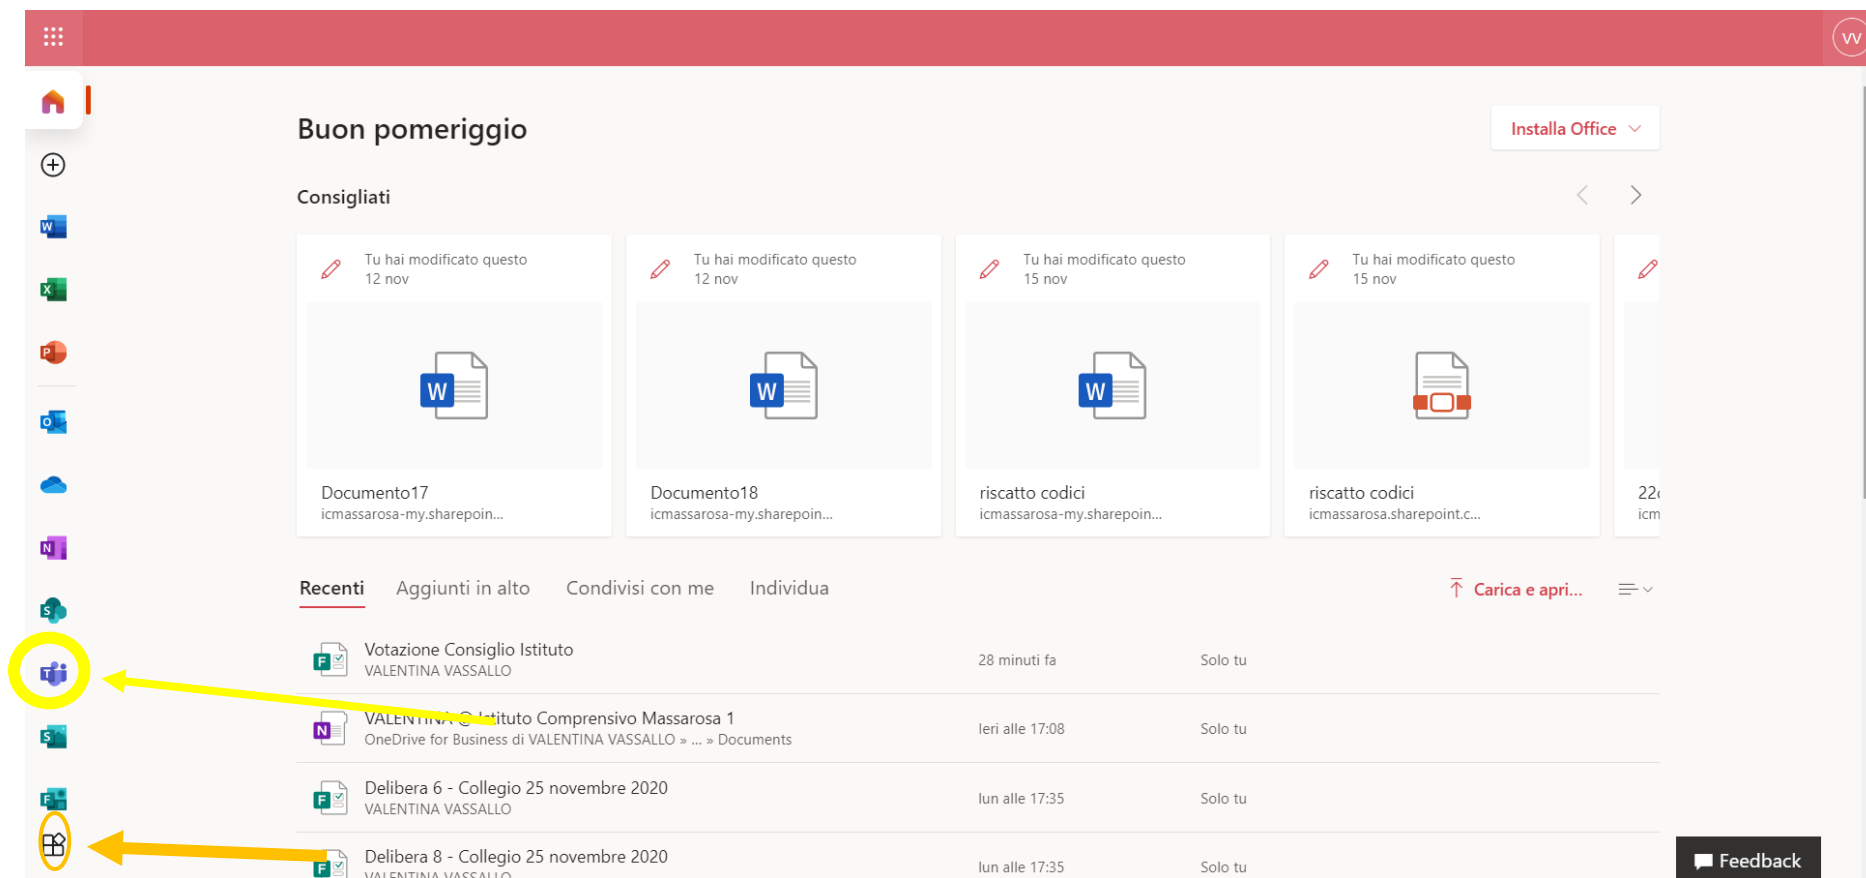 VV
Buon pomeriggio
Installa Office
Consigliati
Tu hai modificato questo
12 nov
Tu hai modificato questo
12 nov
Tu hai modificato questo
15 nov
Tu hai modificato questo
15 nov
W
W
W
Documento17
icmassarosa-my.sharepoin...
Documento18
icmassarosa-my.sharepoin...
riscatto codici
icmassarosa-my.sharepoin...
riscatto codici
icmassarosa.sharepoint.c...
Recenti Aggiunti in alto Condivisi con me Individua
Carica e apri...
Votazione Consiglio Istituto
VALENTINA VASSALLO
28 minuti fa
Solo tu
VALENTINA @ Istituto Comprensivo Massarosa 1
OneDrive for Business di VALENTINA VASSALLO » ... » Documents
Ieri alle 17:08
Solo tu
Delibera 6 - Collegio 25 novembre 2020
VALENTINA VASSALLO
lun alle 17:35
Solo tu
Delibera 8 - Collegio 25 novembre 2020
VALENTINA VASSALLO
lun alle 17:35
Solo tu
Feedback